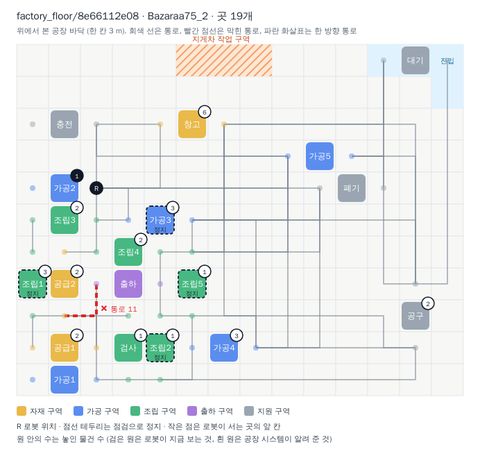 factory_floor/8e66112e08 · Bazaraa75_2 · 곳 19개
위에서 본 공장 바닥 (한 칸 3 m). 회색 선은 통로, 빨간 점선은 막힌 통로, 파란 화살표는 한 방향 통로
지게차 작업 구역
대기
충전
창고
6
가공5
가공2
1
R
폐기
조립3
2
가공3
정지
3
조립4
2
조립1
정지
3
공급2
2
출하
조립5
정지
1
통로 11
공구
2
공급1
2
검사
1
조립2
정지
1
가공4
3
가공1
자재 구역
가공 구역
조립 구역
출하 구역
지원 구역
R 로봇 위치 · 점선 테두리는 점검으로 정지 · 작은 점은 로봇이 서는 곳의 앞 칸
원 안의 수는 놓인 물건 수 (검은 원은 로봇이 지금 보는 것, 흰 원은 공장 시스템이 알려 준 것)